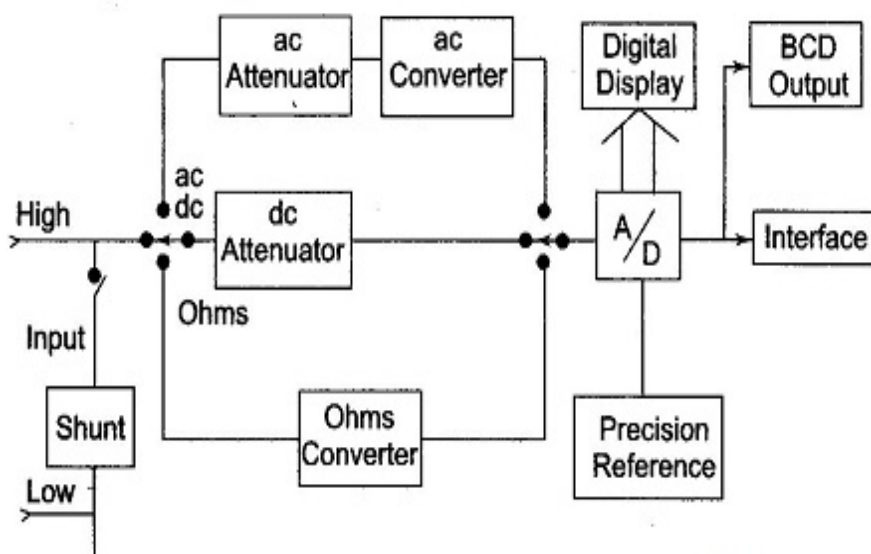 ac
Attenuator
ac
Converter
Digital
Display
BCD
Output
ac
dc
High
dc
Attenuator
A/D
Interface
Ohms
Input
Shunt
Ohms
Converter
Precision
Reference
Low